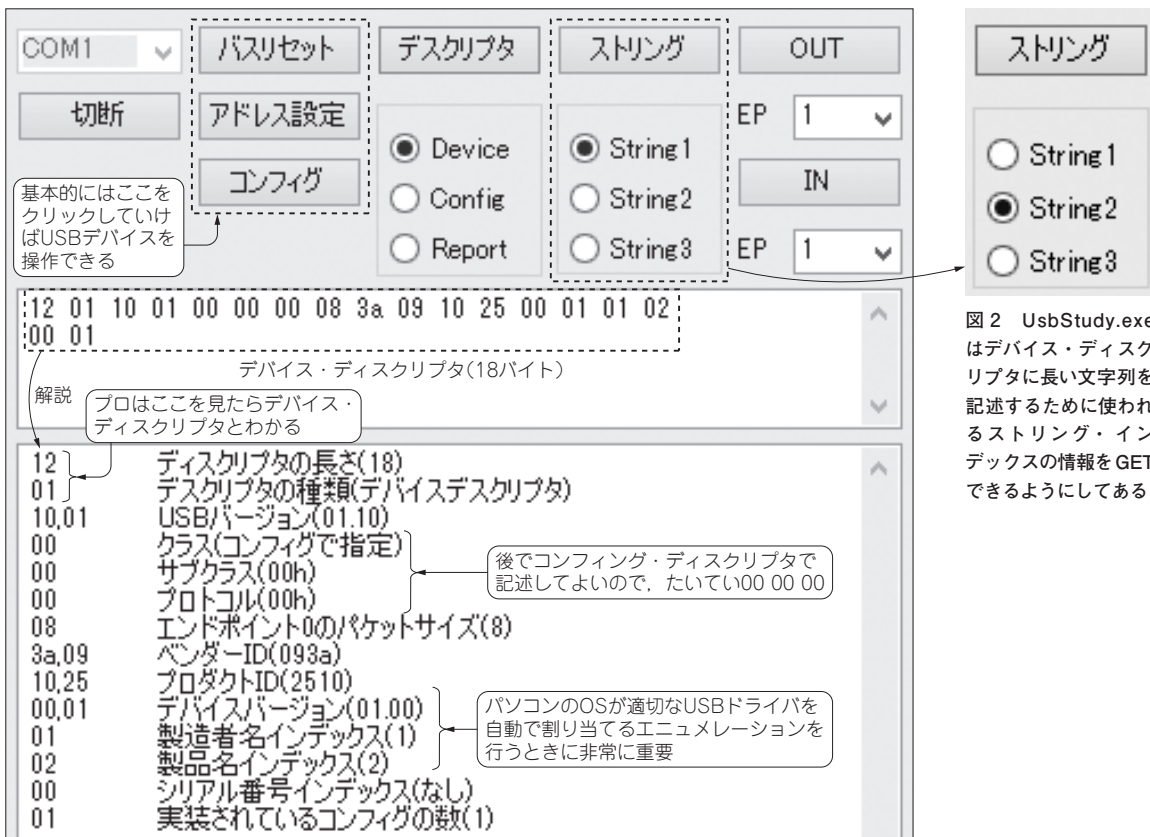 COM1
バスリセット
デスクリプタ
ストリング
OUT
切断
アドレス設定
EP 1
Device
String1
コンフィグ
IN
Config
String2
Report
String3
EP 1
基本的にはここを
クリックしていけ
ばUSBデバイスを
操作できる
12 01 10 01 00 00 00 08 3a 09 10 25 00 01 01 02
00 01
デバイス・ディスクリプタ(18バイト)
解説
プロはここを見たらデバイス・
ディスクリプタとわかる
12 ディスクリプタの長さ(18)
01 デスクリプタの種類(デバイスデスクリプタ)
10,01 USBバージョン(01.10)
00 クラス(コンフィグで指定)
00 サブクラス(00h)
00 プロトコル(00h)
後でコンフィング・ディスクリプタで
記述してよいので，たいてい00 00 00
08 エンドポイント0のパケットサイズ(8)
3a,09 ベンダーID(093a)
10,25 プロダクトID(2510)
00,01 デバイスバージョン(01.00)
01 製造者名インデックス(1)
02 製品名インデックス(2)
パソコンのOSが適切なUSBドライバを
自動で割り当てるエニュメレーションを
行うときに非常に重要
00 シリアル番号インデックス(なし)
01 実装されているコンフィグの数(1)
ストリング
String1
String2
String3
図2 UsbStudy.exe
はデバイス・ディスク
リプタに長い文字列を
記述するために使われ
るストリング・イン
デックスの情報をGET
できるようにしてある